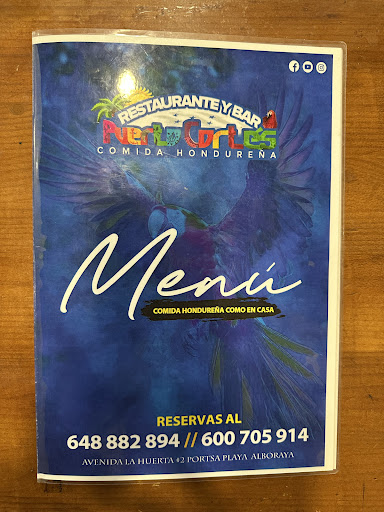 RESTAURANTE Y BAR
Puerto Cortés
COMIDA HONDUREÑA
Menú
COMIDA HONDUREÑA COMO EN CASA
RESERVAS AL
648 882 894 // 600 705 914
AVENIDA LA HUERTA #2 PORTSA PLAYA ALBORAYA